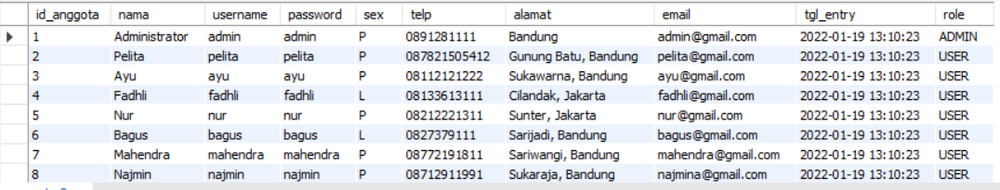 id_anggota nama username password sex telp alamat email tgl_entry role
1 Administrator admin admin P 0891281111 Bandung admin@gmail.com 2022-01-19 13:10:23 ADMIN
2 Pelita pelita pelita P 087821505412 Gunung Batu, Bandung pelita@gmail.com 2022-01-19 13:10:23 USER
3 Ayu ayu ayu P 08112121222 Sukawarna, Bandung ayu@gmail.com 2022-01-19 13:10:23 USER
4 Fadhli fadhli fadhli L 08133613111 Cilandak, Jakarta fadhli@gmail.com 2022-01-19 13:10:23 USER
5 Nur nur nur P 08212221311 Sunter, Jakarta nur@gmail.com 2022-01-19 13:10:23 USER
6 Bagus bagus bagus L 0827379111 Sarijadi, Bandung bagus@gmail.com 2022-01-19 13:10:23 USER
7 Mahendra mahendra mahendra P 08772191811 Sariwangi, Bandung mahendra@gmail.com 2022-01-19 13:10:23 USER
8 Najmin najmin najmin P 08712911991 Sukaraja, Bandung najmina@gmail.com 2022-01-19 13:10:23 USER